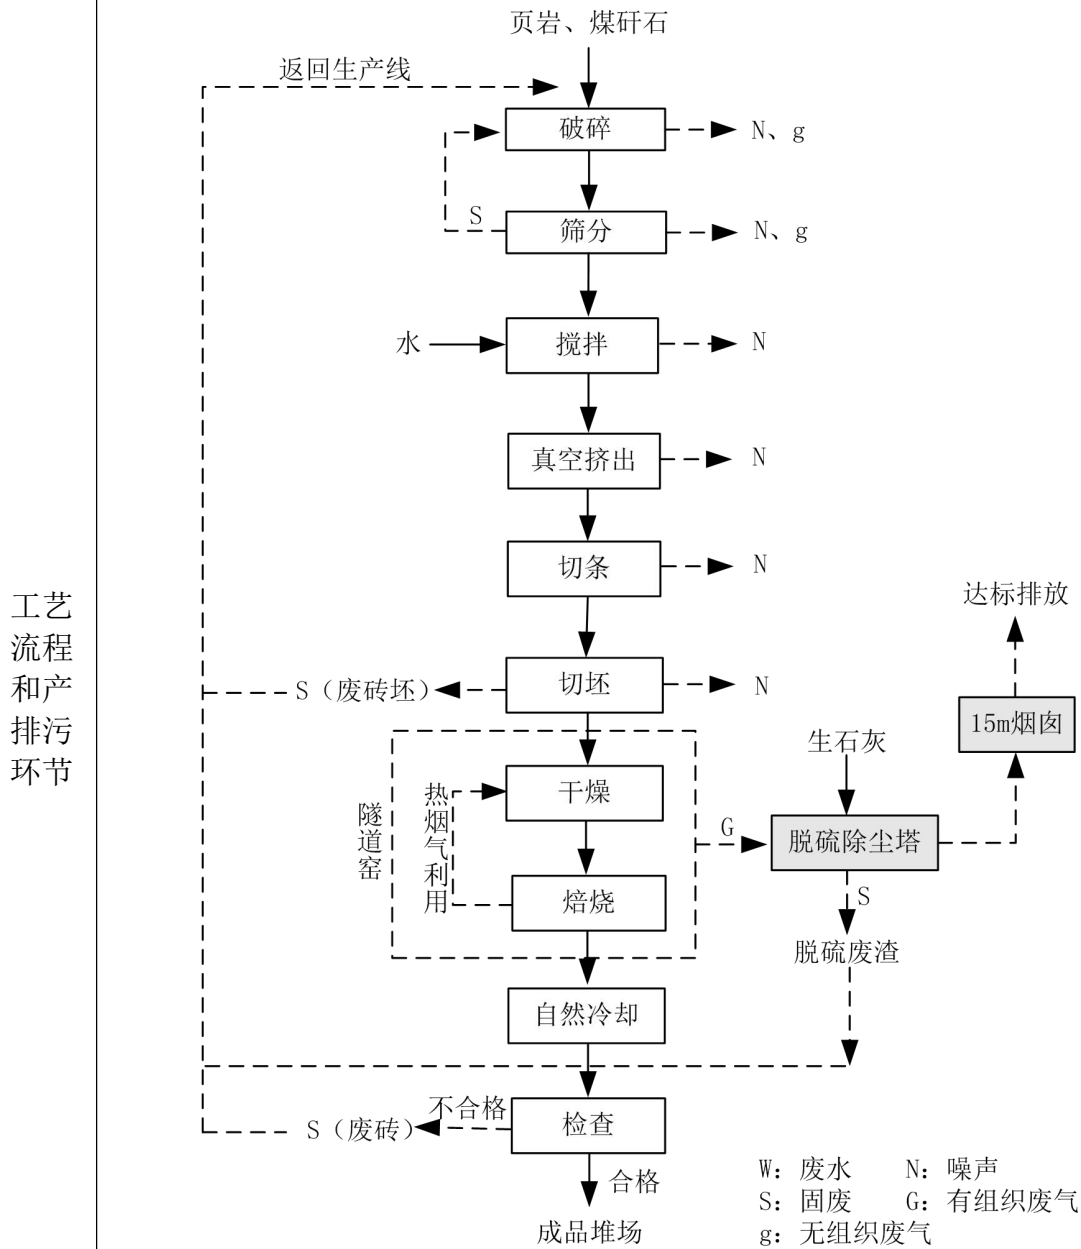 页岩、煤矸石
返回生产线
破碎
N、g
S
筛分
N、g
水
搅拌
N
真空挤出
N
切条
N
工艺
流程
和产
排污
环节
达标排放
S（废砖坯）
切坯
N
15m烟囱
生石灰
隧道窑
热烟气利用
干燥
G
脱硫除尘塔
焙烧
S
脱硫废渣
自然冷却
S（废砖）
不合格
检查
合格
成品堆场
W：废水 N：噪声
S：固废 G：有组织废气
g：无组织废气